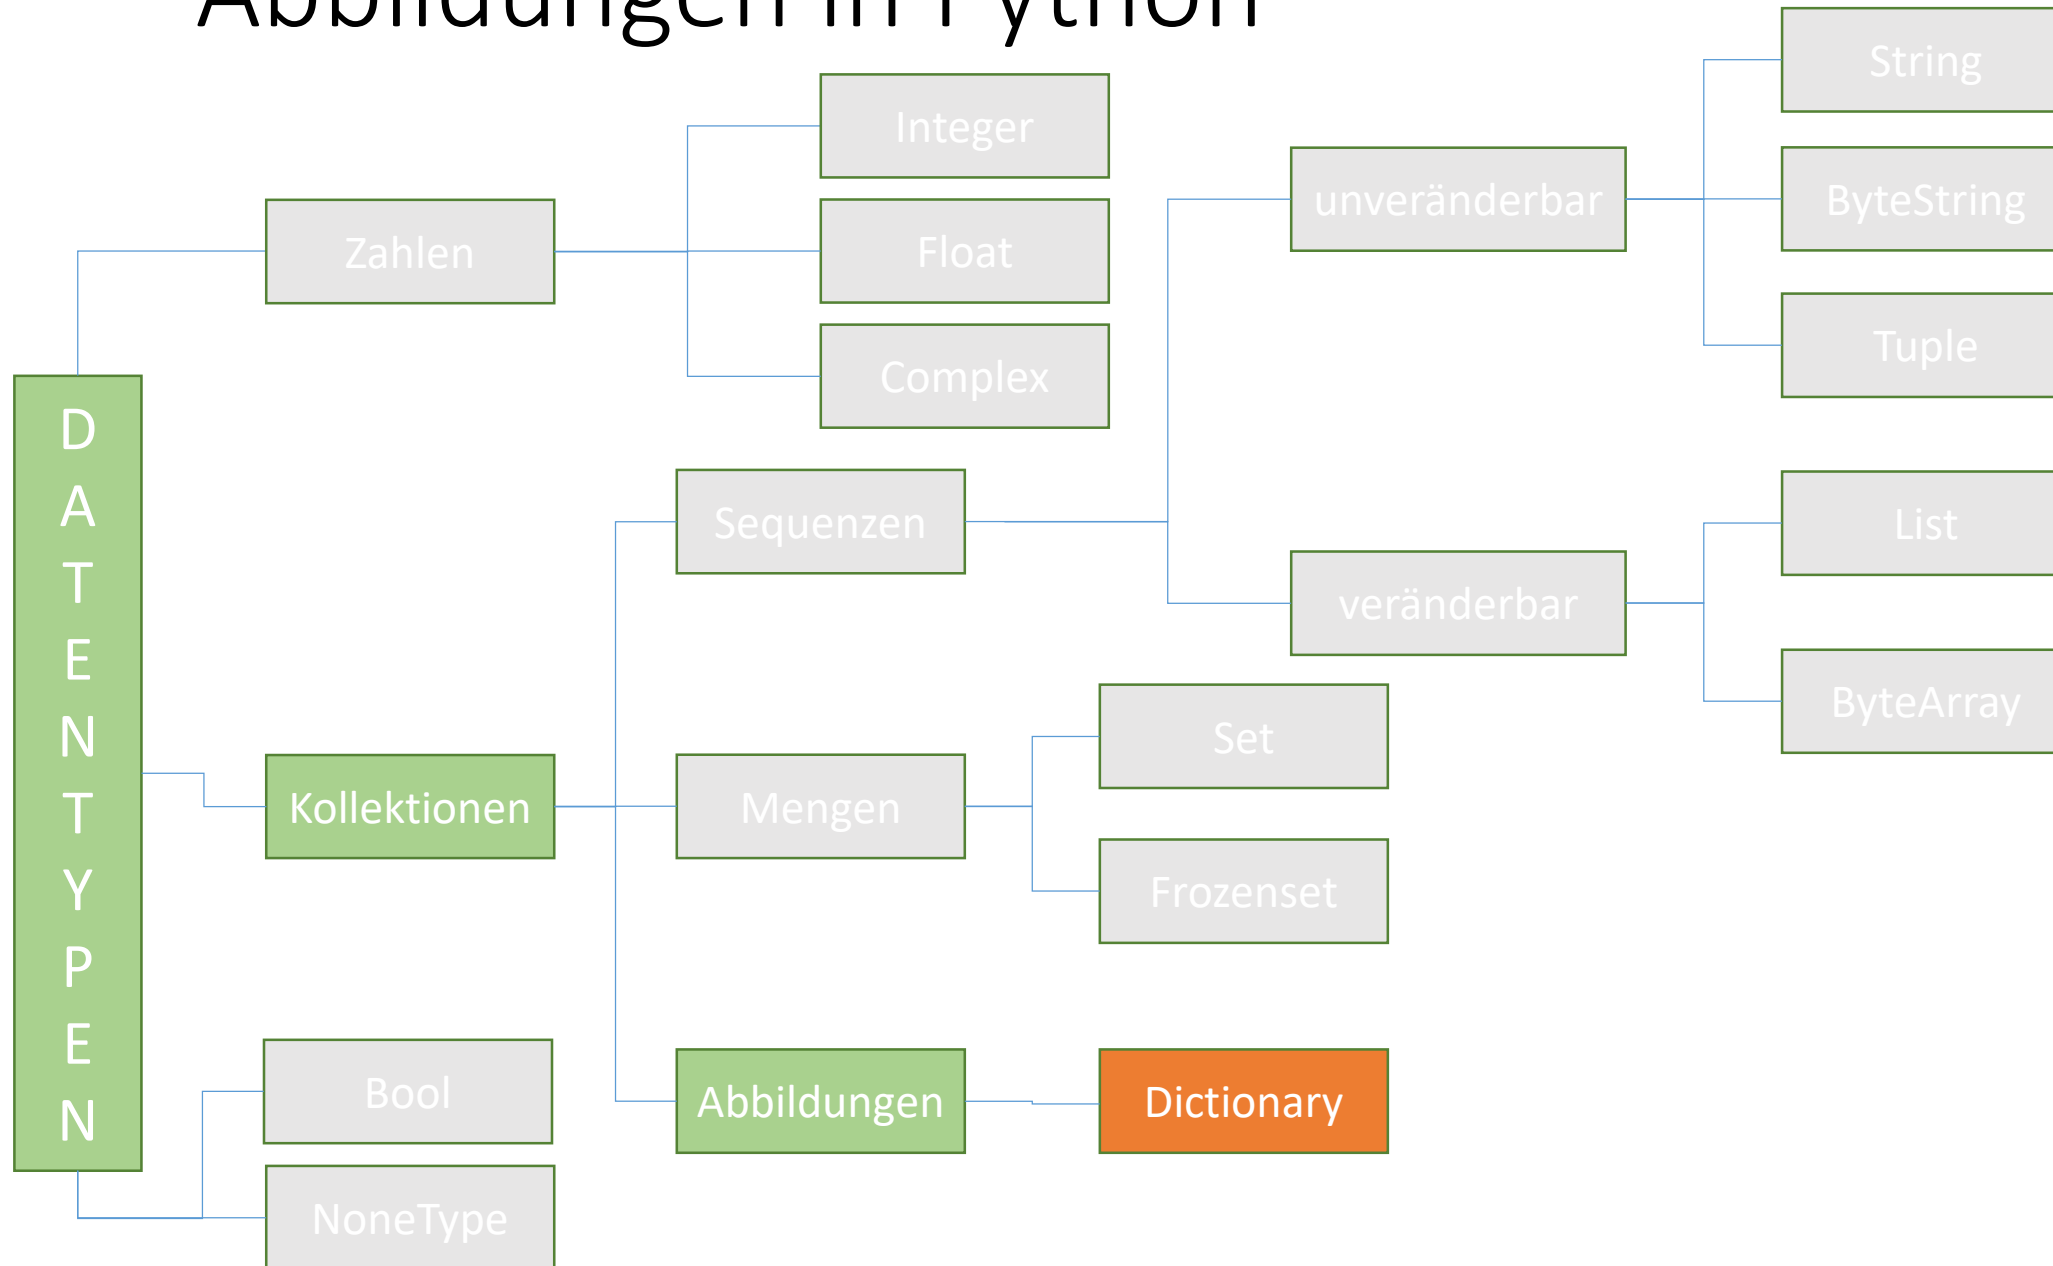 Abbildungen in Python
String
Integer
unveränderbar
ByteString
Zahlen
Float
Tuple
Complex
D
A
T
E
N
T
Y
P
E
N
Sequenzen
List
veränderbar
ByteArray
Set
Kollektionen
Mengen
Frozenset
Bool
Abbildungen
Dictionary
NoneType